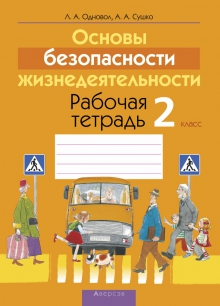 Л. А. Одновол, А. А. Сушко
Основы
безопасности
жизнедеятельности
Рабочая
тетрадь 2 класс
Аверсэв